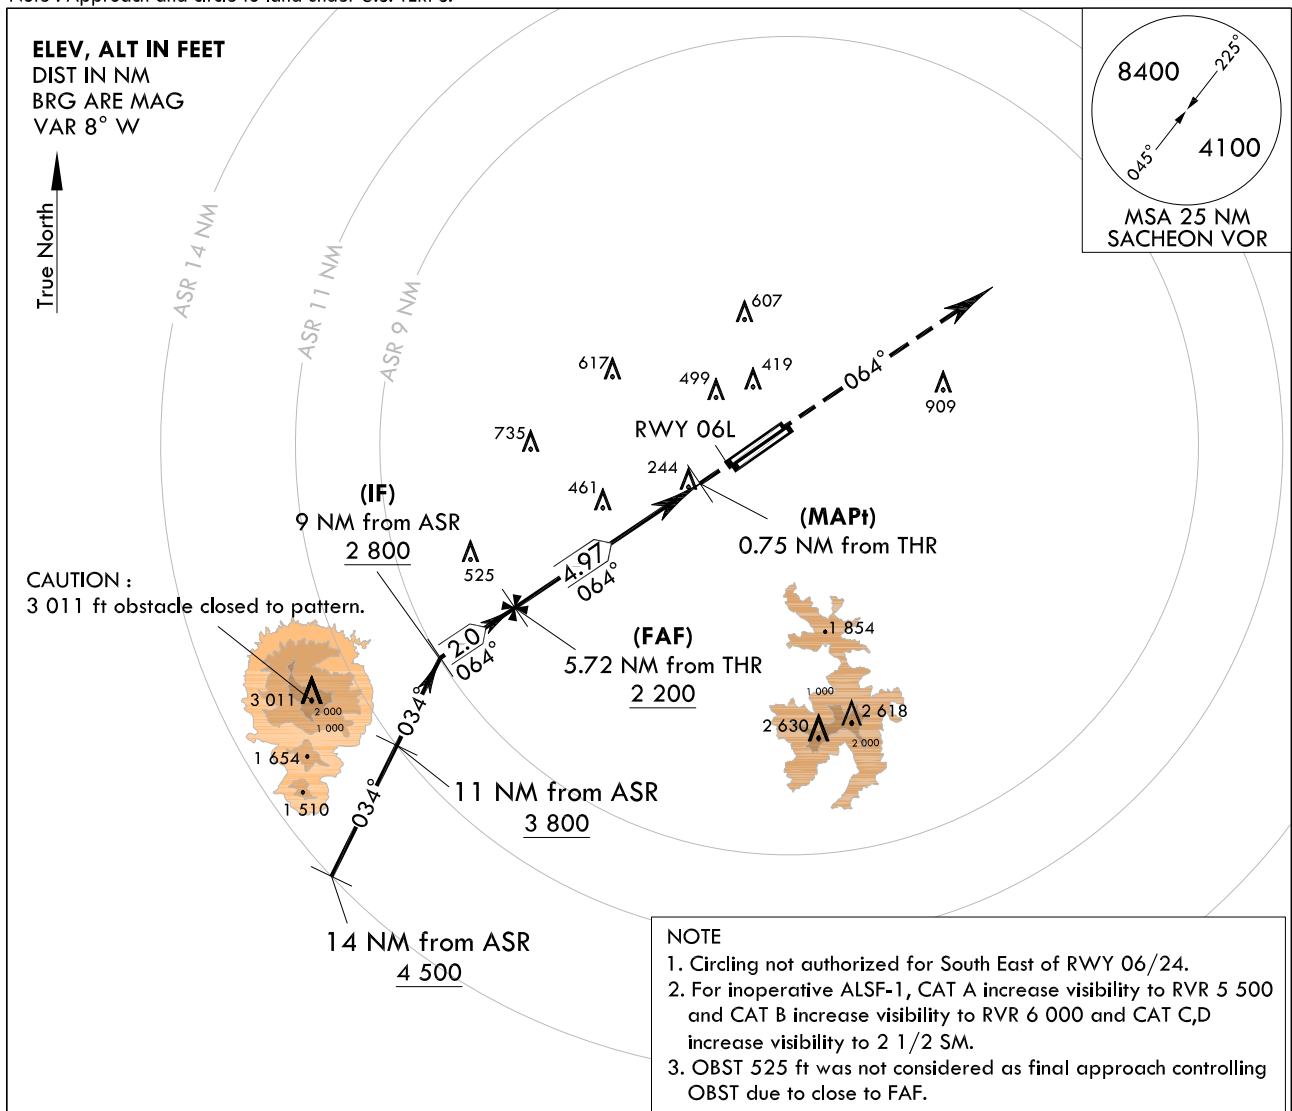 ELEV, ALT IN FEET
DIST IN NM
BRG ARE MAG
VAR 8° W
True North
ASR 14 NM
ASR 11 NM
ASR 9 NM
8400
225°
045°
4100
MSA 25 NM
SACHEON VOR
607
617
499
419
064°
909
735
RWY 06L
244
461
(IF)
9 NM from ASR
2 800
525
(MAPt)
0.75 NM from THR
4.97
064°
CAUTION :
3 011 ft obstacle closed to pattern.
2.0
064°
(FAF)
5.72 NM from THR
2 200
1 854
3 011
2 000
1 000
034°
1 000
2 630
2 618
2 000
1 654
1 510
034°
11 NM from ASR
3 800
14 NM from ASR
4 500
NOTE
1. Circling not authorized for South East of RWY 06/24.
2. For inoperative ALSF-1, CAT A increase visibility to RVR 5 500
and CAT B increase visibility to RVR 6 000 and CAT C,D
increase visibility to 2 1/2 SM.
3. OBST 525 ft was not considered as final approach controlling
OBST due to close to FAF.